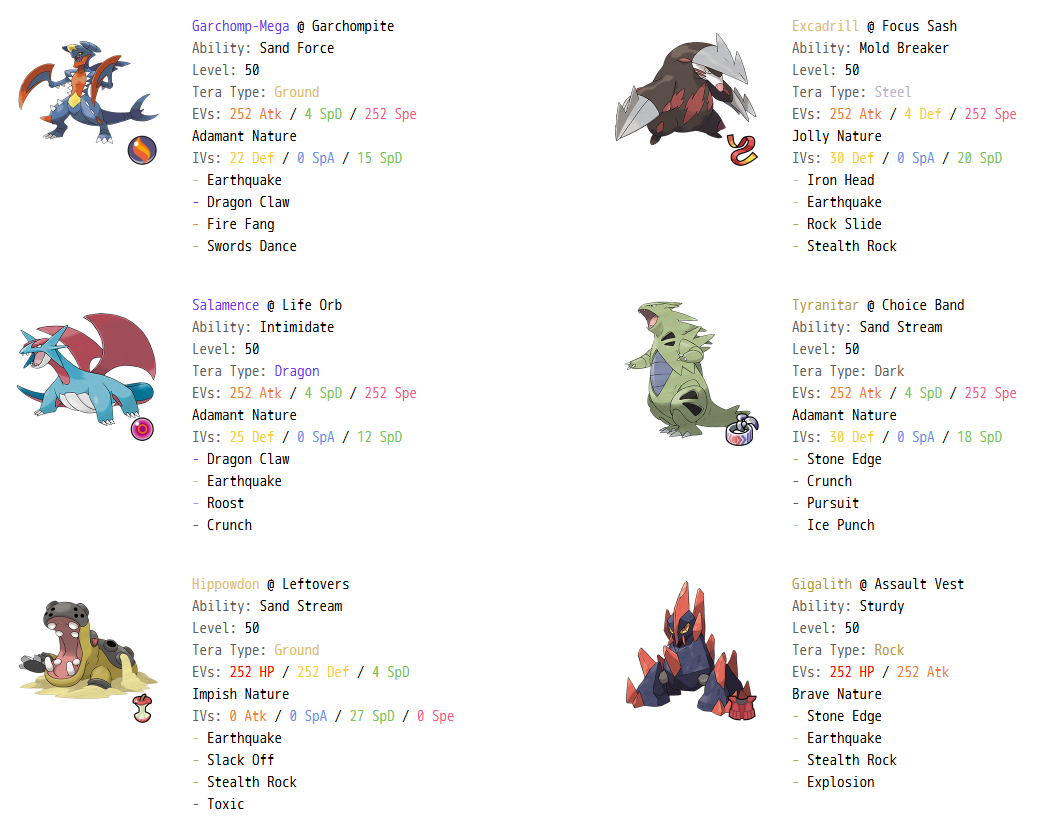 Garchomp-Mega @ Garchompite
Ability: Sand Force
Level: 50
Tera Type: Ground
EVs: 252 Atk / 4 SpD / 252 Spe
Adamant Nature
IVs: 22 Def / 0 SpA / 15 SpD
- Earthquake
- Dragon Claw
- Fire Fang
- Swords Dance
Excadrill @ Focus Sash
Ability: Mold Breaker
Level: 50
Tera Type: Steel
EVs: 252 Atk / 4 Def / 252 Spe
Jolly Nature
IVs: 30 Def / 0 SpA / 20 SpD
- Iron Head
- Earthquake
- Rock Slide
- Stealth Rock
Salamence @ Life Orb
Ability: Intimidate
Level: 50
Tera Type: Dragon
EVs: 252 Atk / 4 SpD / 252 Spe
Adamant Nature
IVs: 25 Def / 0 SpA / 12 SpD
- Dragon Claw
- Earthquake
- Roost
- Crunch
Tyranitar @ Choice Band
Ability: Sand Stream
Level: 50
Tera Type: Dark
EVs: 252 Atk / 4 SpD / 252 Spe
Adamant Nature
IVs: 30 Def / 0 SpA / 18 SpD
- Stone Edge
- Crunch
- Pursuit
- Ice Punch
Hippowdon @ Leftovers
Ability: Sand Stream
Level: 50
Tera Type: Ground
EVs: 252 HP / 252 Def / 4 SpD
Impish Nature
IVs: 0 Atk / 0 SpA / 27 SpD / 0 Spe
- Earthquake
- Slack Off
- Stealth Rock
- Toxic
Gigalith @ Assault Vest
Ability: Sturdy
Level: 50
Tera Type: Rock
EVs: 252 HP / 252 Atk
Brave Nature
- Stone Edge
- Earthquake
- Stealth Rock
- Explosion